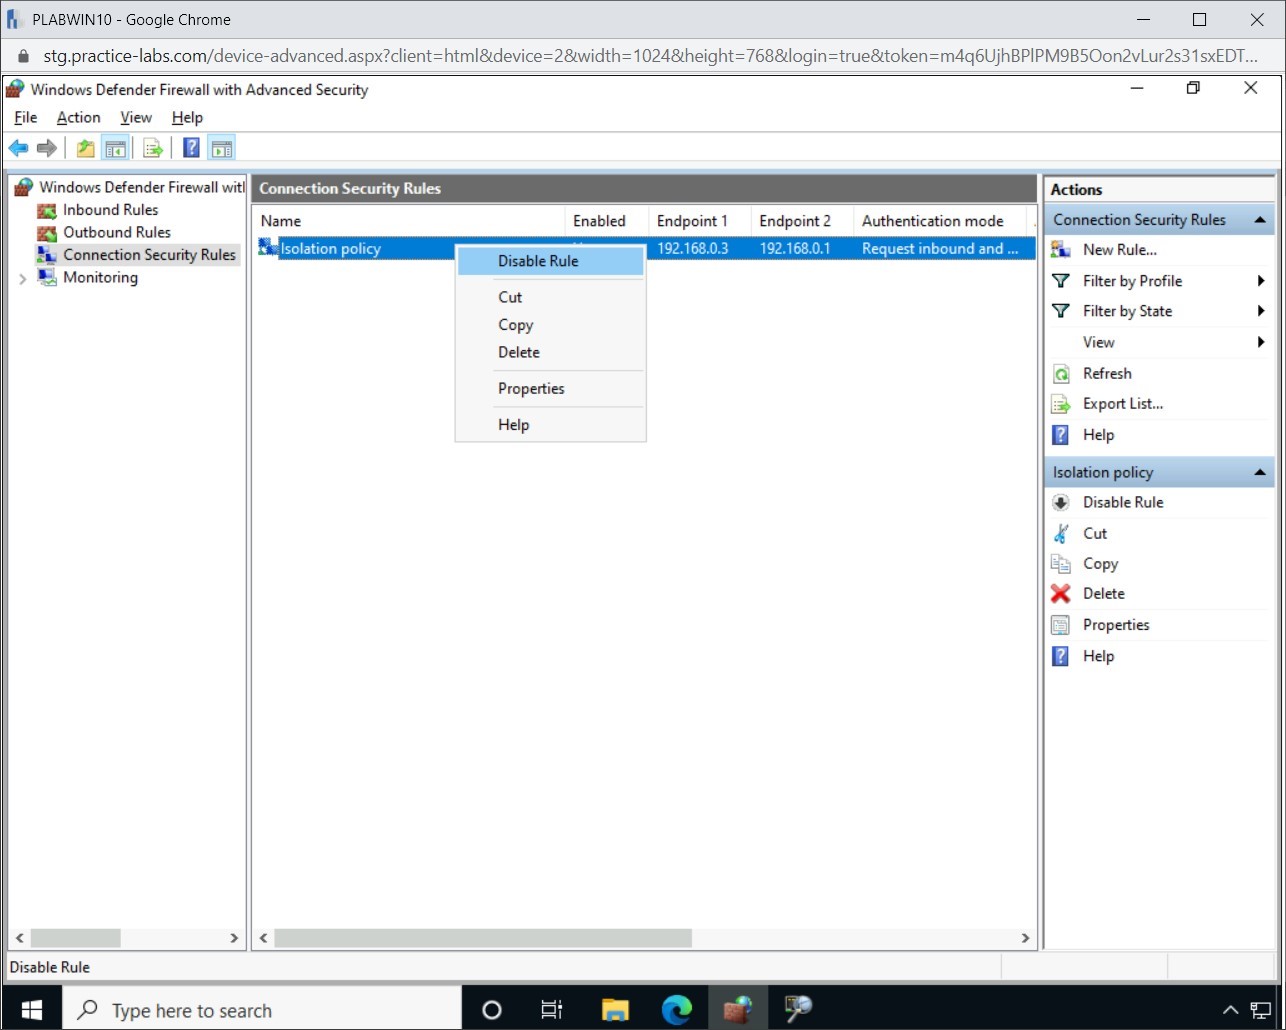 PLABWIN10 - Google Chrome
stg.practice-labs.com/device-advanced.aspx?client=html&device=2&width=1024&height=768&login=true&token=m4q6UjhBPlPM9B5Oon2vLur2s31sxEDT...
Windows Defender Firewall with Advanced Security
File Action View Help
Windows Defender Firewall witl
Inbound Rules
Outbound Rules
Connection Security Rules
Monitoring
Connection Security Rules
Name Enabled Endpoint 1 Endpoint 2 Authentication mode
Isolation policy 192.168.0.3 192.168.0.1 Request inbound and ...
Disable Rule
Cut
Copy
Delete
Properties
Help
Actions
Connection Security Rules
New Rule...
Filter by Profile
Filter by State
View
Refresh
Export List...
Help
Isolation policy
Disable Rule
Cut
Copy
Delete
Properties
Help
Disable Rule
Type here to search